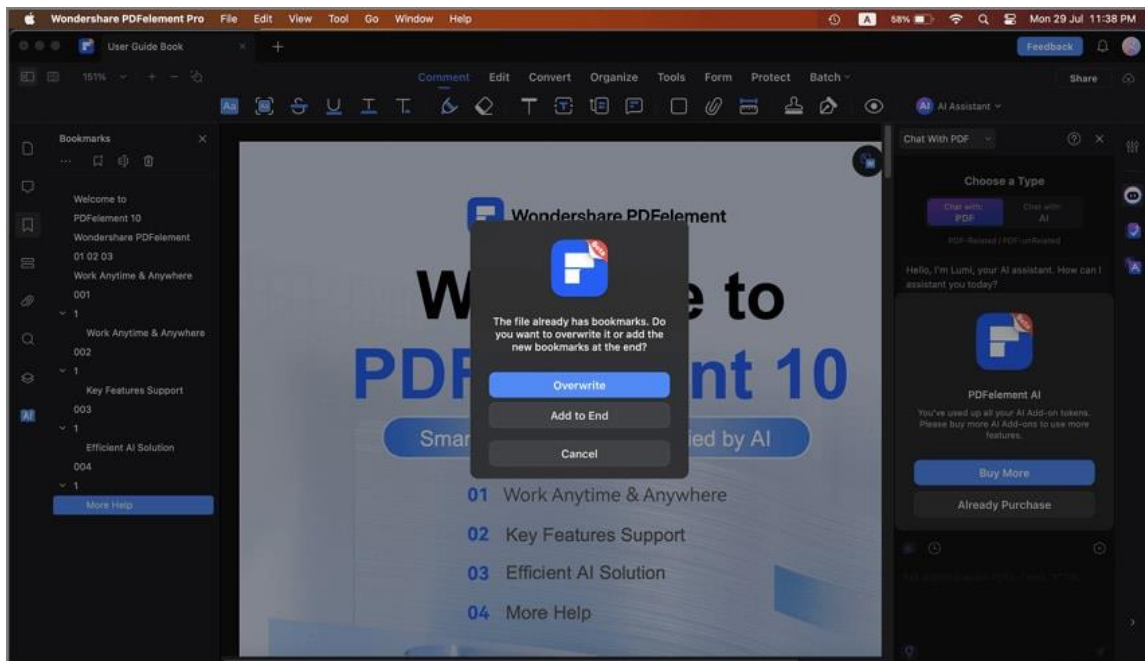 Wondershare PDFelement Pro File Edit View Tool Go Window Help A 58% Mon 29 Jul 11:38 PM
User Guide Book × + Feedback
151% + − Comment Edit Convert Organize Tools Form Protect Batch Share
Aa AI AI Assistant
Bookmarks ×
Welcome to
PDFelement 10
Wondershare PDFelement
01 02 03
Work Anytime & Anywhere
001
1
Work Anytime & Anywhere
002
1
Key Features Support
003
1
Efficient AI Solution
004
1
More Help
AI
Wondershare PDFelement
W e to
PDF nt 10
Smar ied by AI
01 Work Anytime & Anywhere
02 Key Features Support
03 Efficient AI Solution
04 More Help
Beta
The file already has bookmarks. Do
you want to overwrite it or add the
new bookmarks at the end?
Overwrite
Add to End
Cancel
Chat With PDF
Choose a Type
Chat with PDF
Chat with AI
PDF-Related / PDF-unRelated
Hello, I'm Lumi, your AI assistant. How can I
assistant you today?
PDFelement AI
You've used up all your AI Add-on tokens.
Please buy more AI Add-ons to use more
features.
Buy More
Already Purchase